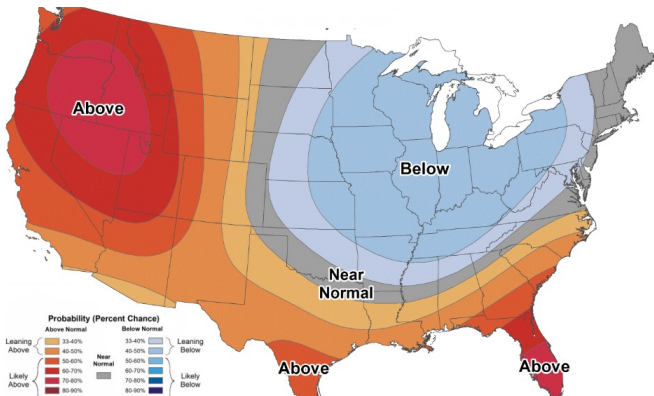 Above
Below
Near
Normal
Above
Above
Probability (Percent Chance)
Above Normal
Below Normal
Leaning
Above
33-40%
40-50%
Likely
Above
50-60%
60-70%
70-80%
80-90%
Near
Normal
33-40%
40-50%
50-60%
60-70%
70-80%
80-90%
Leaning
Below
Likely
Below